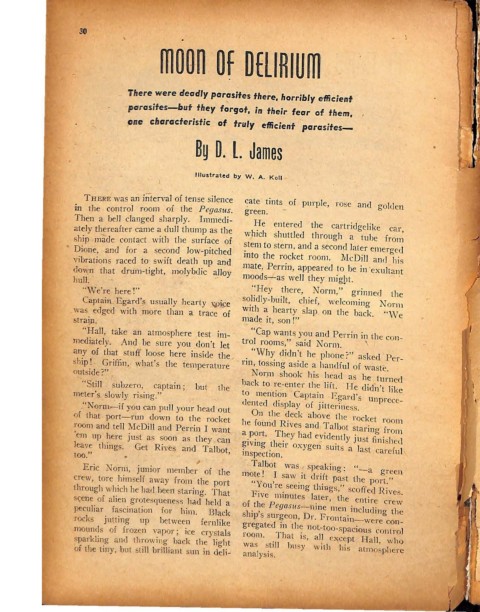 30
MOON OF DELIRIUM
There were deadly parasites there, horribly efficient
parasites—but they forgot, in their fear of them,
one characteristic of truly efficient parasites—
By D. L. James
Illustrated by W. A. Koll
THERE was an interval of tense silence
in the control room of the Pegasus.
Then a bell clanged sharply. Immedi-
ately thereafter came a dull thump as the
ship made contact with the surface of
Dione, and for a second low-pitched
vibrations raced to swift death up and
down that drum-tight, molybdic alloy
hull.
"We're here!"
Captain Egard's usually hearty voice
was edged with more than a trace of
strain.
"Hall, take an atmosphere test im-
mediately. And be sure you don't let
any of that stuff loose here inside the
ship! Griffin, what's the temperature
outside?"
"Still subzero, captain; but the
meter's slowly rising."
"Norm—if you can pull your head out
of that port—run down to the rocket
room and tell McDill and Perrin I want
'em up here just as soon as they can
leave things. Get Rives and Talbot,
too."
Eric Norm, junior member of the
crew, tore himself away from the port
through which he had been staring. That
scene of alien grotesqueness had held a
peculiar fascination for him. Black
rocks jutting up between fernlike
mounds of frozen vapor; ice crystals
sparkling and throwing back the light
of the tiny, but still brilliant sun in deli-
cate tints of purple, rose and golden
green.
He entered the cartridgelike car,
which shuttled through a tube from
stem to stern, and a second later emerged
into the rocket room. McDill and his
mate, Perrin, appeared to be in exultant
moods—as well they might.
"Hey there, Norm," grinned the
solidly-built, chief, welcoming Norm
with a hearty slap on the back. "We
made it, son!"
"Cap wants you and Perrin in the con-
trol rooms," said Norm.
"Why didn't he phone?" asked Per-
rin, tossing aside a handful of waste.
Norm shook his head as he turned
back to re-enter the lift. He didn't like
to mention Captain Egard's unprece-
dented display of jitteriness.
On the deck above the rocket room
he found Rives and Talbot staring from
a port. They had evidently just finished
giving their oxygen suits a last careful
inspection.
Talbot was speaking: "—a green
mote! I saw it drift past the port."
"You're seeing things," scoffed Rives.
Five minutes later, the entire crew
of the Pegasus—nine men including the
ship's surgeon, Dr. Frontain—were con-
gregated in the not-too-spacious control
room. That is, all except Hall, who
was still busy with his atmosphere
analysis.